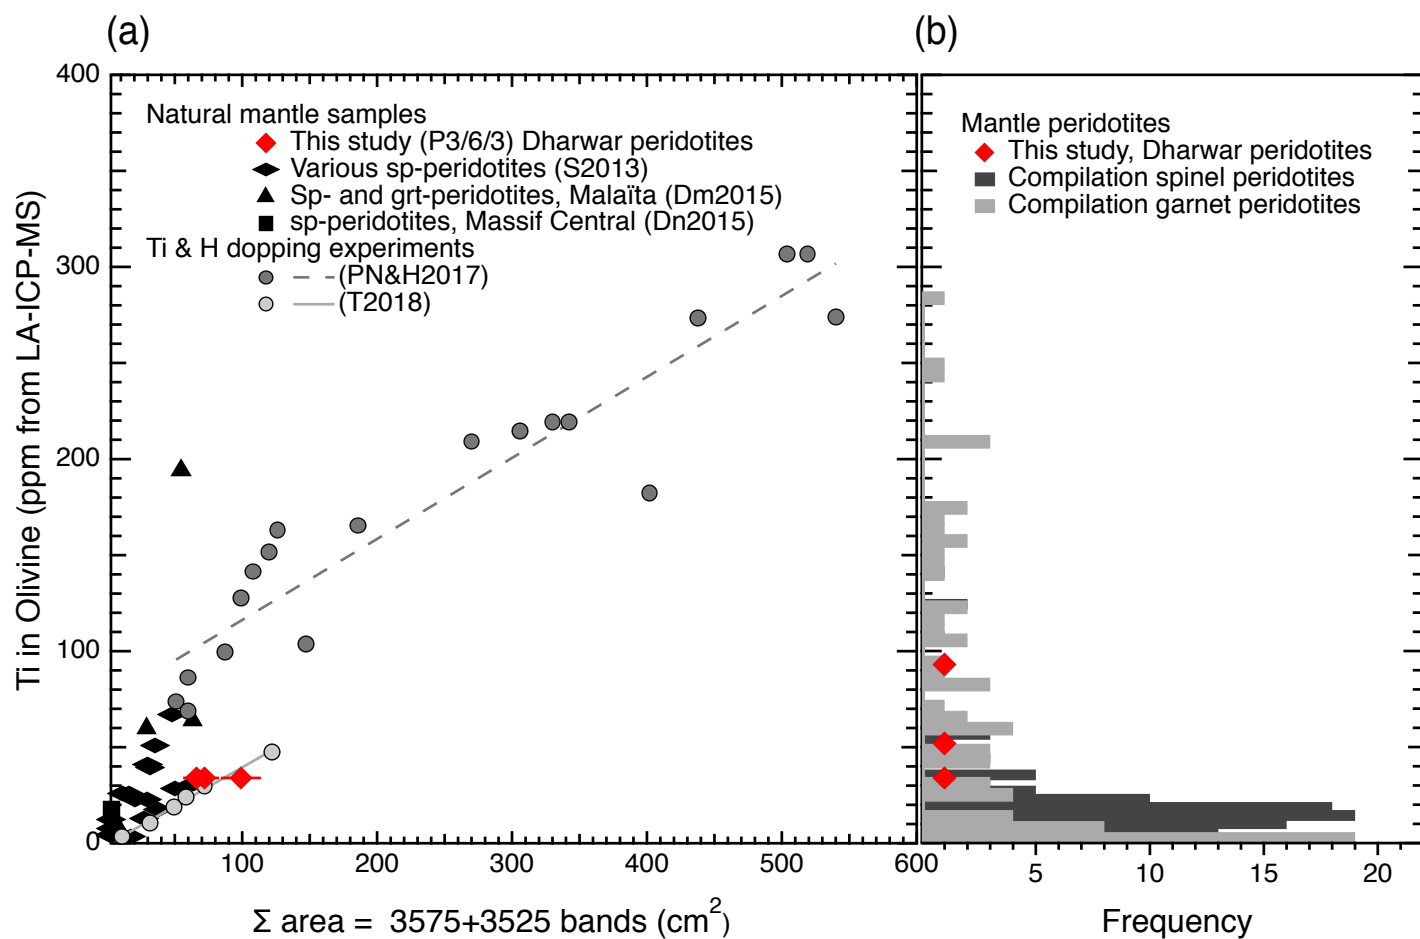 (a)
(b)
400
300
200
100
0
Ti in Olivine (ppm from LA-ICP-MS)
Natural mantle samples
This study (P3/6/3) Dharwar peridotites
Various sp-peridotites (S2013)
Sp- and grt-peridotites, Malaïta (Dm2015)
sp-peridotites, Massif Central (Dn2015)
Ti & H dopping experiments
(PN&H2017)
(T2018)
100 200 300 400 500 600
Σ area = 3575+3525 bands (cm²)
Mantle peridotites
This study, Dharwar peridotites
Compilation spinel peridotites
Compilation garnet peridotites
0 5 10 15 20
Frequency